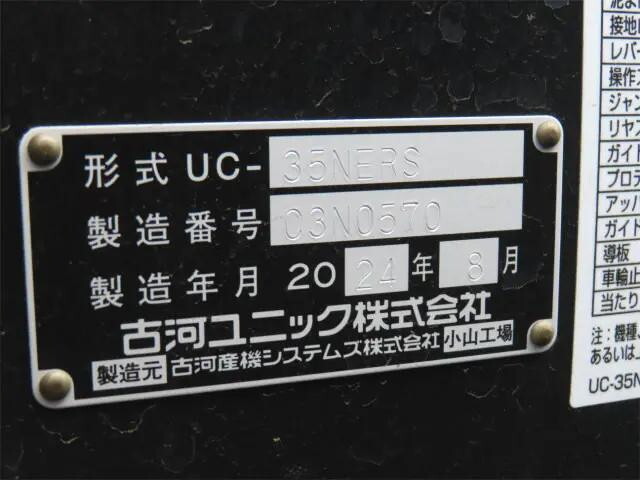 形式 UC-35NERS
製造番号 C3N0570
製造年月 2024年8月
古河ユニック株式会社
製造元 古河産機システムズ株式会社 小山工場
接地
レバー
操作
ジャン
リヤス
ガイド
プロテ
アッパ
ガイド
導板
車輪止
当たり
注:機種、
あるいは
UC-35N